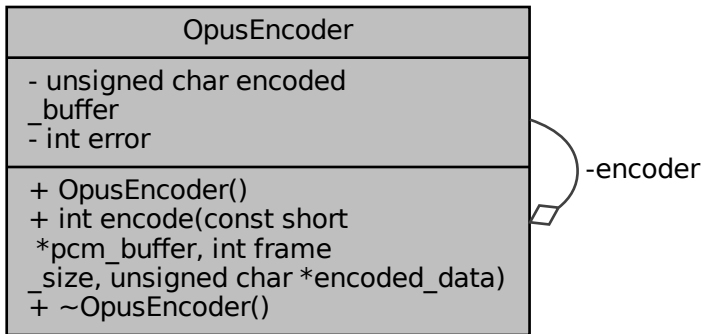 OpusEncoder
- unsigned char encoded
_buffer
- int error
-encoder
+ OpusEncoder()
+ int encode(const short
*pcm_buffer, int frame
_size, unsigned char *encoded_data)
+ ~OpusEncoder()